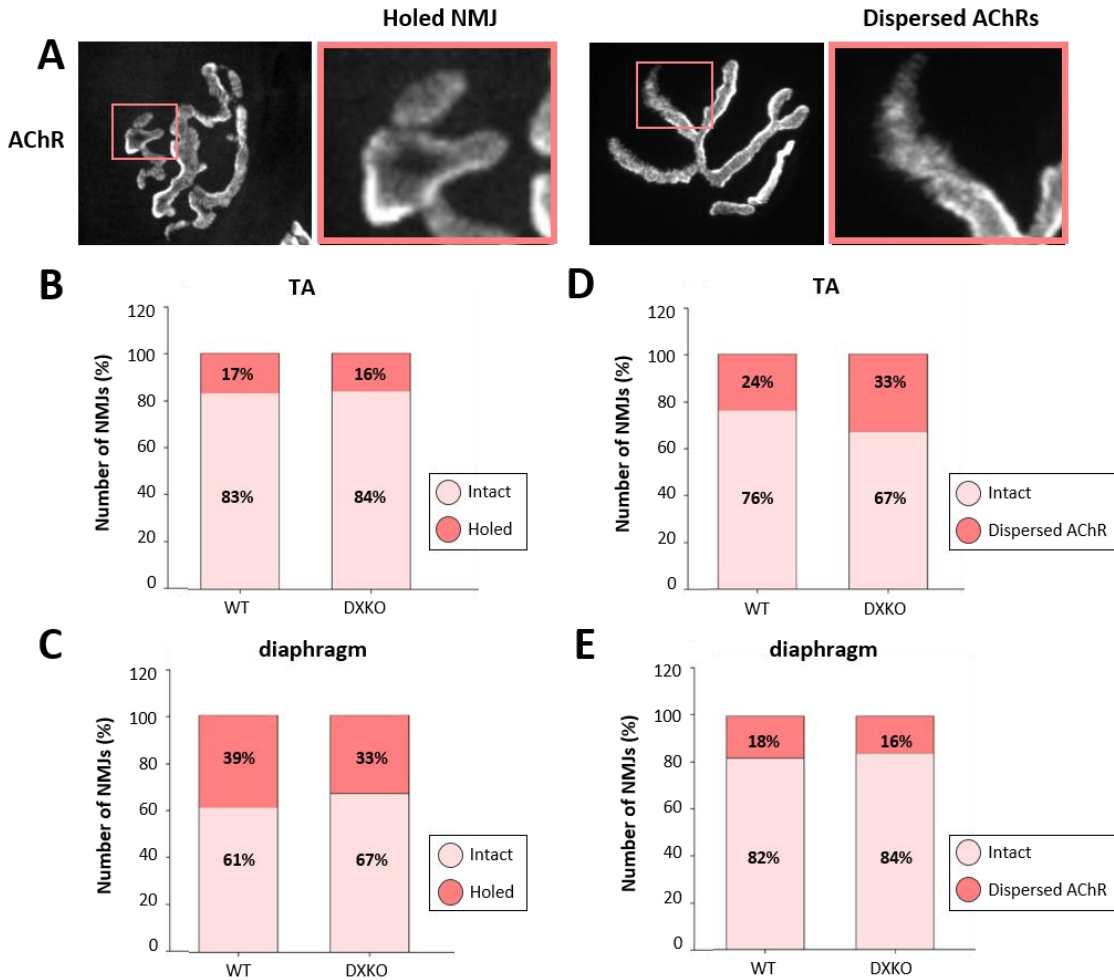 Holed NMJ
Dispersed AChRs
A
AChR
B
TA
Number of NMJs (%)
120
100
80
60
40
20
0
17%
16%
83%
84%
WT
DXKO
Intact
Holed
D
TA
Number of NMJs (%)
120
100
80
60
40
20
0
24%
33%
76%
67%
WT
DXKO
Intact
Dispersed AChR
C
diaphragm
Number of NMJs (%)
120
100
80
60
40
20
0
39%
33%
61%
67%
WT
DXKO
Intact
Holed
E
diaphragm
Number of NMJs (%)
120
100
80
60
40
20
0
18%
16%
82%
84%
WT
DXKO
Intact
Dispersed AChR